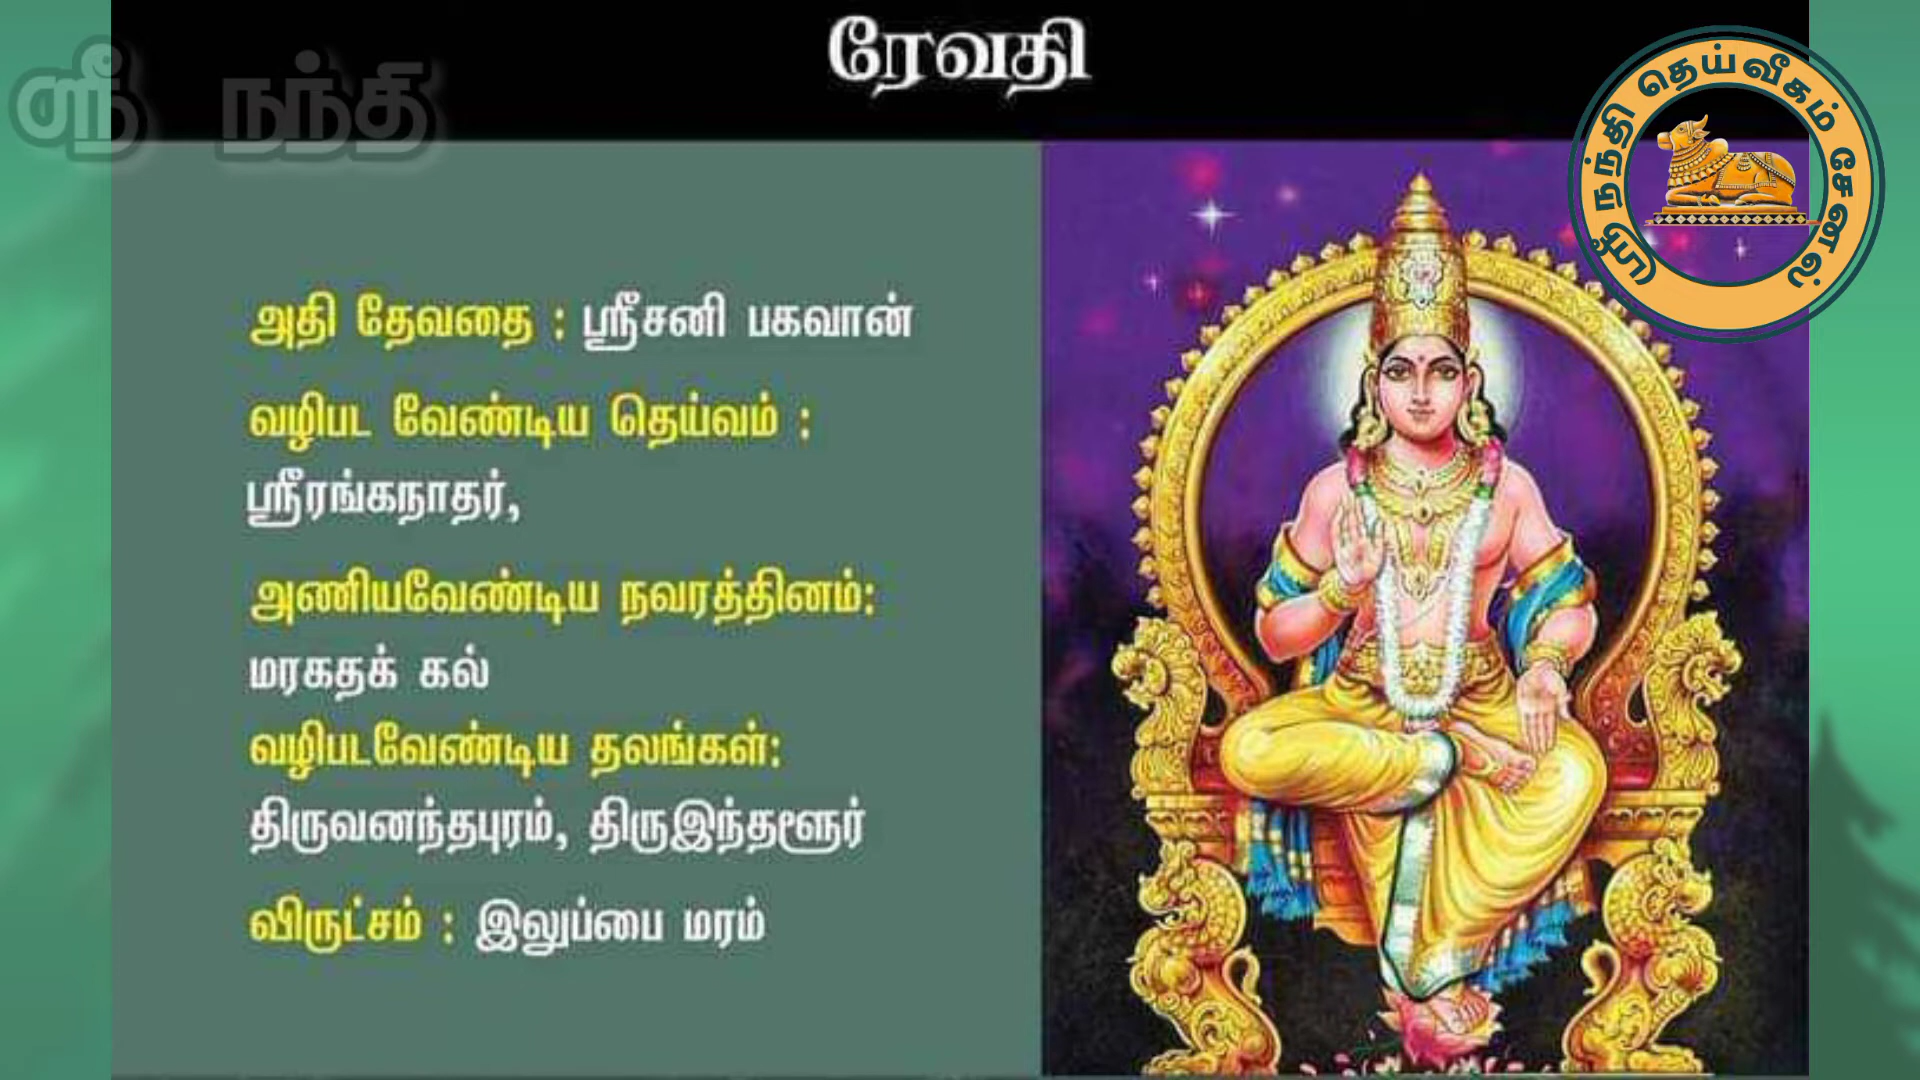 ரேவதி
ஸ்ரீ நந்தி
ஸ்ரீ நந்தி தெய்வீகம் சேனல்
அதி தேவதை : ஸ்ரீசனி பகவான்
வழிபட வேண்டிய தெய்வம் :
ஸ்ரீரங்கநாதர்,
அணியவேண்டிய நவரத்தினம்:
மரகதக் கல்
வழிபடவேண்டிய தலங்கள்:
திருவனந்தபுரம், திருஇந்தளூர்
விருட்சம் : இலுப்பை மரம்